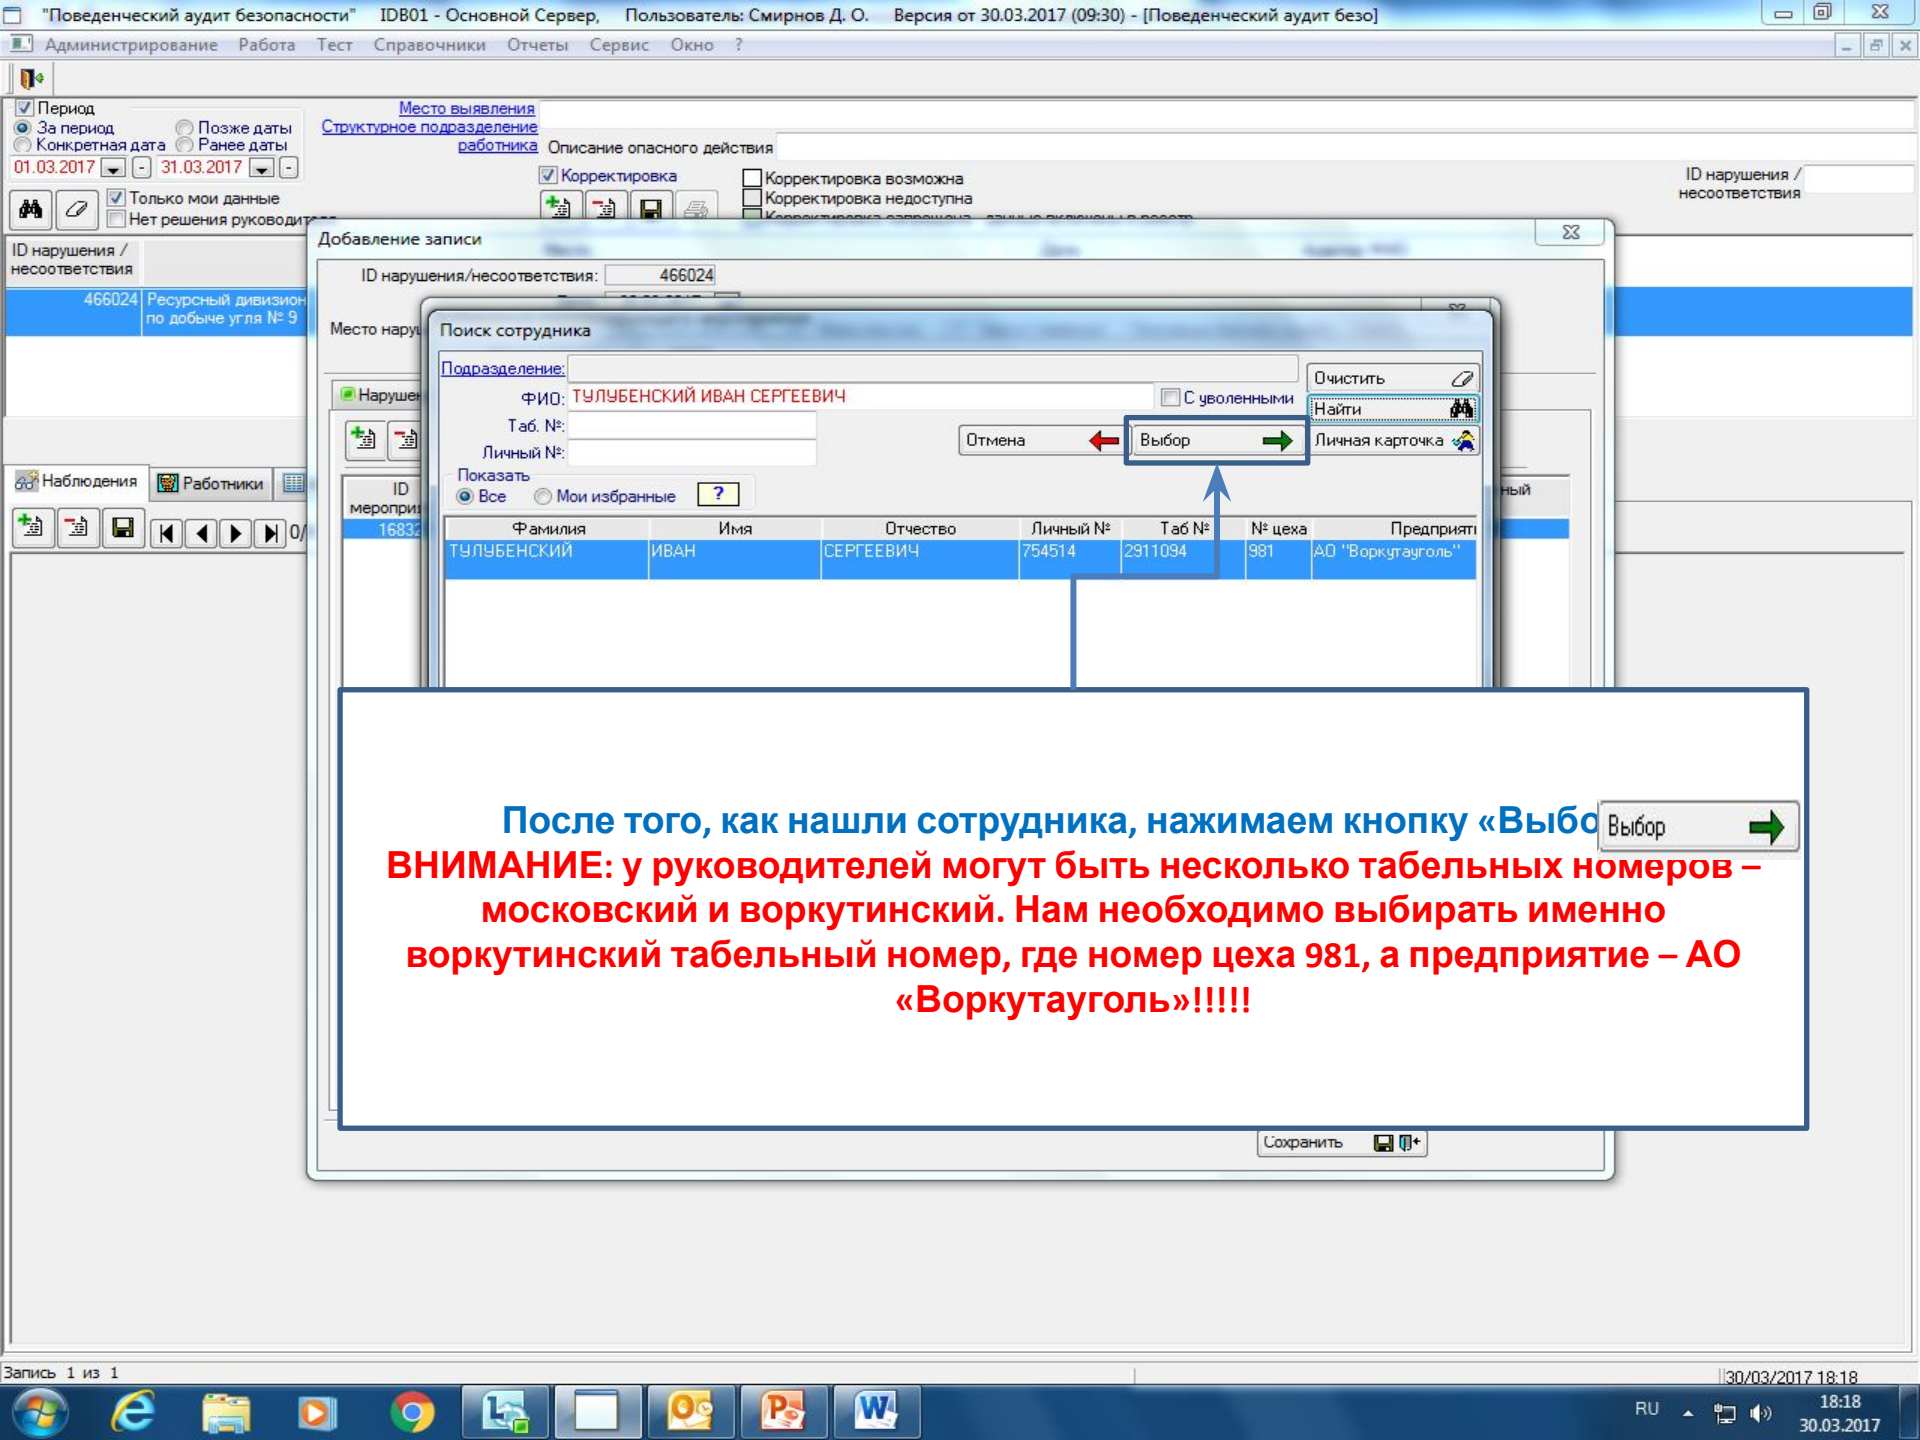 "Поведенческий аудит безопасности" IDB01 - Основной Сервер, Пользователь: Смирнов Д. О. Версия от 30.03.2017 (09:30) - [Поведенческий аудит безо]
Администрирование Работа Тест Справочники Отчеты Сервис Окно ?
Период
За период Позже даты
Конкретная дата Ранее даты
01.03.2017 - 31.03.2017 -
Только мои данные
Нет решения
Место выявления
Структурное подразделение
работника
Описание опасного действия
Корректировка
Корректировка возможна
Корректировка недоступна
ID нарушения /
несоответствия
ID нарушения /
несоответствия
466024 Ресурсный дивизион
по добыче угля № 9
Добавление записи
ID нарушения/несоответствия: 466024
Место
Поиск сотрудника
Подразделение:
ФИО: ТУЛУБЕНСКИЙ ИВАН СЕРГЕЕВИЧ
С уволенными
Таб. №:
Личный №:
Очистить
Найти
Отмена
Выбор
Личная карточка
Показать
Все Мои избранные ?
Фамилия Имя Отчество Личный № Таб № № цеха Предприяти
ТУЛУБЕНСКИЙ ИВАН СЕРГЕЕВИЧ 754514 2911094 981 АО "Воркутауголь"
ID
1683
Наблюдения Работники
0/
После того, как нашли сотрудника, нажимаем кнопку «Выбо
Выбор
ВНИМАНИЕ: у руководителей могут быть несколько табельных номеров –
московский и воркутинский. Нам необходимо выбирать именно
воркутинский табельный номер, где номер цеха 981, а предприятие – АО
«Воркутауголь»!!!!!
Сохранить
Запись 1 из 1
30/03/2017 18:18
RU
18:18
30.03.2017